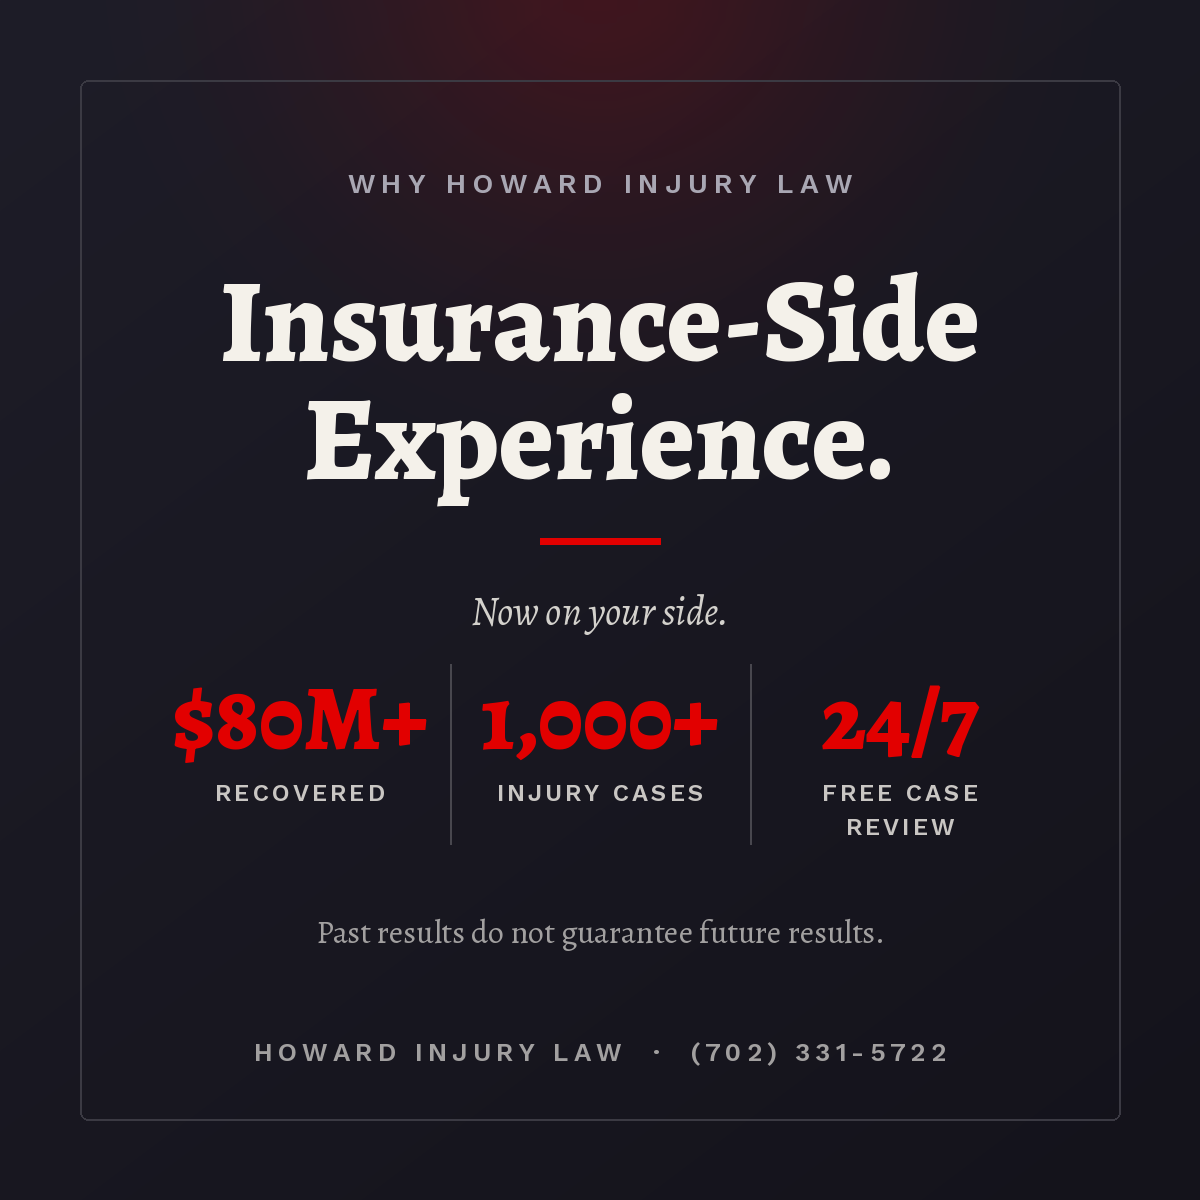 WHY HOWARD INJURY LAW
Insurance-Side
Experience.
Now on your side.
$80M+
RECOVERED
1,000+
INJURY CASES
24/7
FREE CASE
REVIEW
Past results do not guarantee future results.
HOWARD INJURY LAW · (702) 331-5722